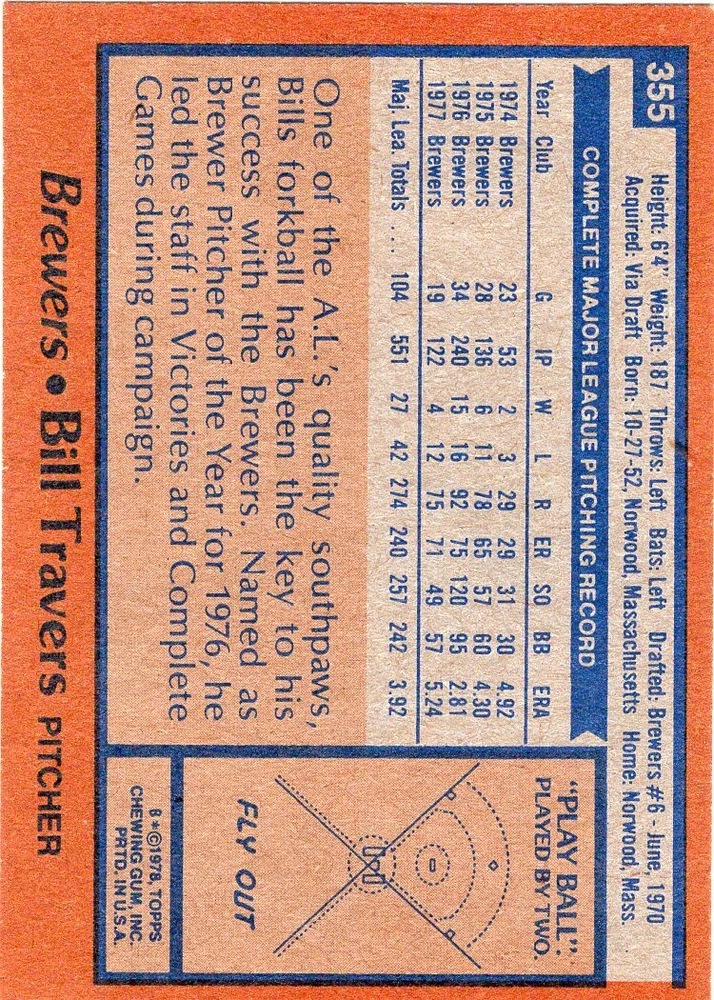 355
Height: 6'4" Weight: 187 Throws: Left Bats: Left Drafted: Brewers #6 - June, 1970
Acquired: Via Draft Born: 10-27-52, Norwood, Massachusetts Home: Norwood, Mass.
COMPLETE MAJOR LEAGUE PITCHING RECORD
Year Club G IP W L R ER SO BB ERA
1974 Brewers 23 53 2 3 29 29 31 30 4.92
1975 Brewers 28 136 6 11 78 65 57 60 4.30
1976 Brewers 34 240 15 16 92 75 120 95 2.81
1977 Brewers 19 122 4 12 75 71 49 57 5.24
Maj. Lea. Totals .... 104 551 27 42 274 240 257 242 3.92
One of the A.L.'s quality southpaws,
Bills forkball has been the key to his
success with the Brewers. Named as
Brewer Pitcher of the Year for 1976, he
led the staff in Victories and Complete
Games during campaign.
"PLAY BALL":
PLAYED BY TWO.
FLY OUT
B*©1978, TOPPS
CHEWING GUM, INC.
PRTD. IN U.S.A.
Brewers • Bill Travers PITCHER